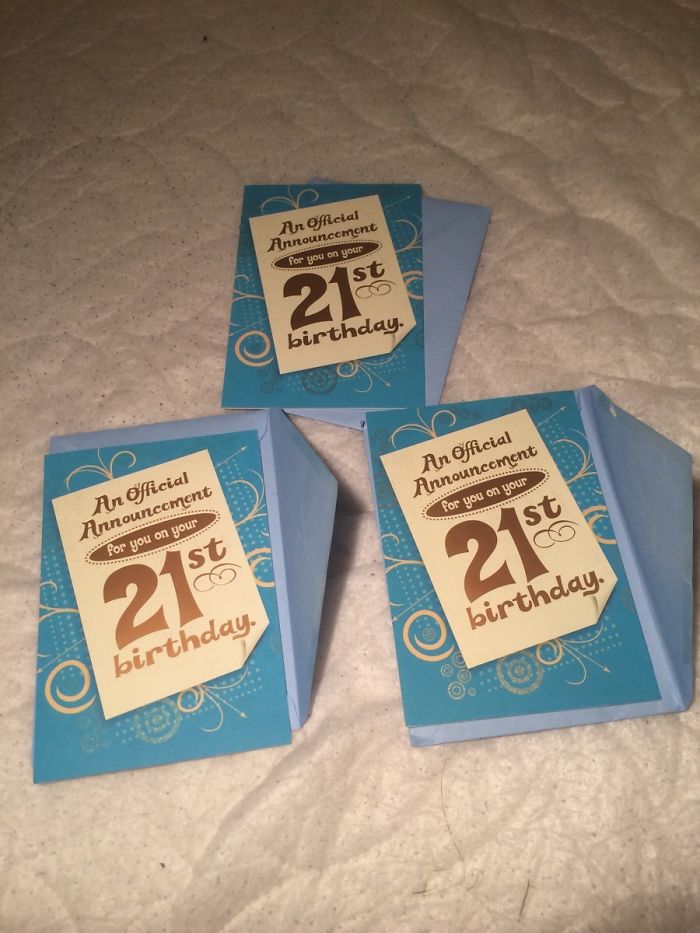 An Official
Announcement
for you on your
21st
birthday.
An Official
Announcement
for you on your
21st
birthday.
An Official
Announcement
for you on your
21st
birthday.